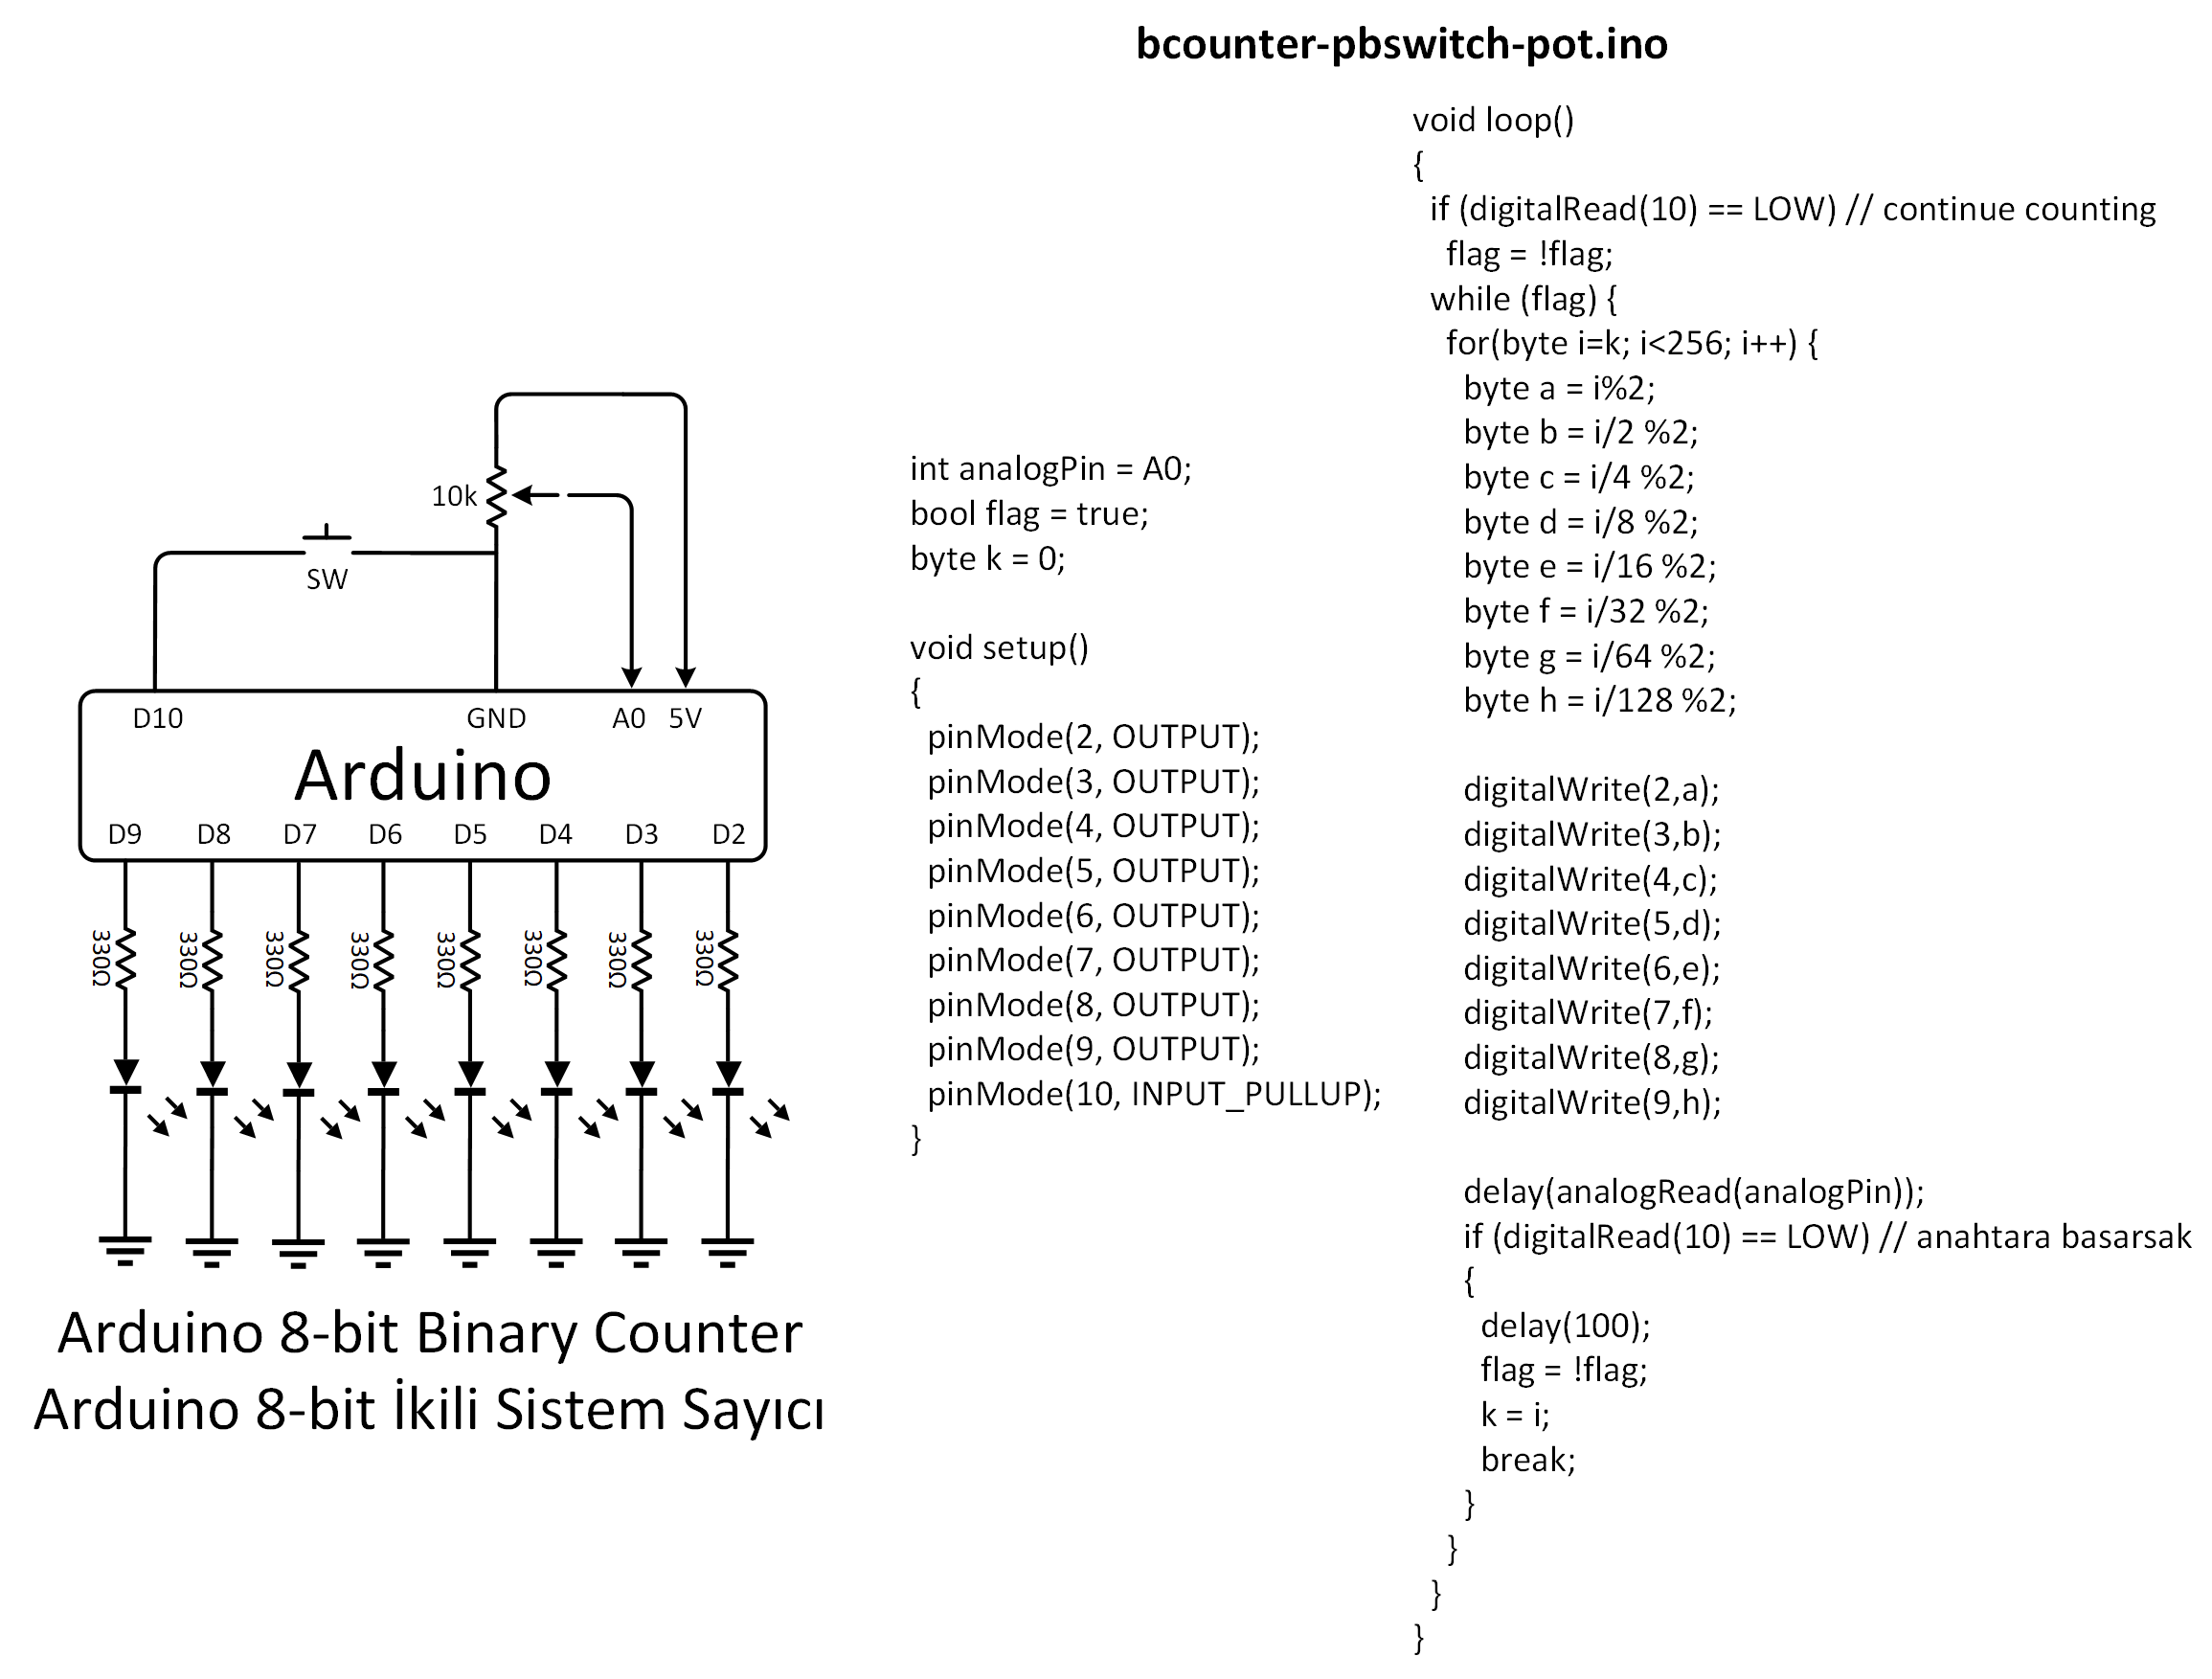 bcounter-pbswitch-pot.ino
10k
SW
D10 GND A0 5V
Arduino
D9 D8 D7 D6 D5 D4 D3 D2
330Ω 330Ω 330Ω 330Ω 330Ω 330Ω 330Ω 330Ω
Arduino 8-bit Binary Counter
Arduino 8-bit İkili Sistem Sayıcı
int analogPin = A0;
bool flag = true;
byte k = 0;
void setup()
{
pinMode(2, OUTPUT);
pinMode(3, OUTPUT);
pinMode(4, OUTPUT);
pinMode(5, OUTPUT);
pinMode(6, OUTPUT);
pinMode(7, OUTPUT);
pinMode(8, OUTPUT);
pinMode(9, OUTPUT);
pinMode(10, INPUT_PULLUP);
}
void loop()
{
if (digitalRead(10) == LOW) // continue counting
flag = !flag;
while (flag) {
for(byte i=k; i<256; i++) {
byte a = i%2;
byte b = i/2 %2;
byte c = i/4 %2;
byte d = i/8 %2;
byte e = i/16 %2;
byte f = i/32 %2;
byte g = i/64 %2;
byte h = i/128 %2;
digitalWrite(2,a);
digitalWrite(3,b);
digitalWrite(4,c);
digitalWrite(5,d);
digitalWrite(6,e);
digitalWrite(7,f);
digitalWrite(8,g);
digitalWrite(9,h);
delay(analogRead(analogPin));
if (digitalRead(10) == LOW) // anahtara basarsak
{
delay(100);
flag = !flag;
k = i;
break;
}
}
}
}